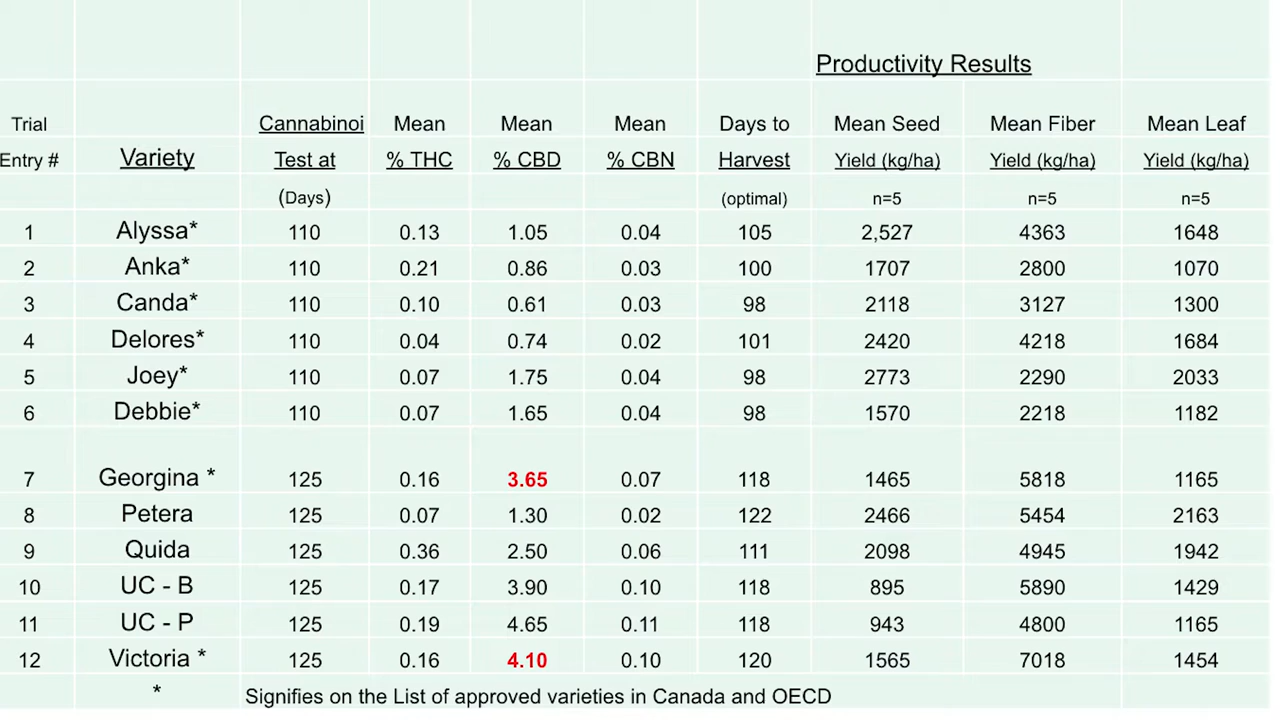 Productivity Results
Trial Cannabinoi Mean Mean Mean Days to Mean Seed Mean Fiber Mean Leaf
Entry # Variety Test at % THC % CBD % CBN Harvest Yield (kg/ha) Yield (kg/ha) Yield (kg/ha)
(Days) (optimal) n=5 n=5 n=5
1 Alyssa* 110 0.13 1.05 0.04 105 2,527 4363 1648
2 Anka* 110 0.21 0.86 0.03 100 1707 2800 1070
3 Canda* 110 0.10 0.61 0.03 98 2118 3127 1300
4 Delores* 110 0.04 0.74 0.02 101 2420 4218 1684
5 Joey* 110 0.07 1.75 0.04 98 2773 2290 2033
6 Debbie* 110 0.07 1.65 0.04 98 1570 2218 1182
7 Georgina * 125 0.16 3.65 0.07 118 1465 5818 1165
8 Petera 125 0.07 1.30 0.02 122 2466 5454 2163
9 Quida 125 0.36 2.50 0.06 111 2098 4945 1942
10 UC - B 125 0.17 3.90 0.10 118 895 5890 1429
11 UC - P 125 0.19 4.65 0.11 118 943 4800 1165
12 Victoria * 125 0.16 4.10 0.10 120 1565 7018 1454
* Signifies on the List of approved varieties in Canada and OECD